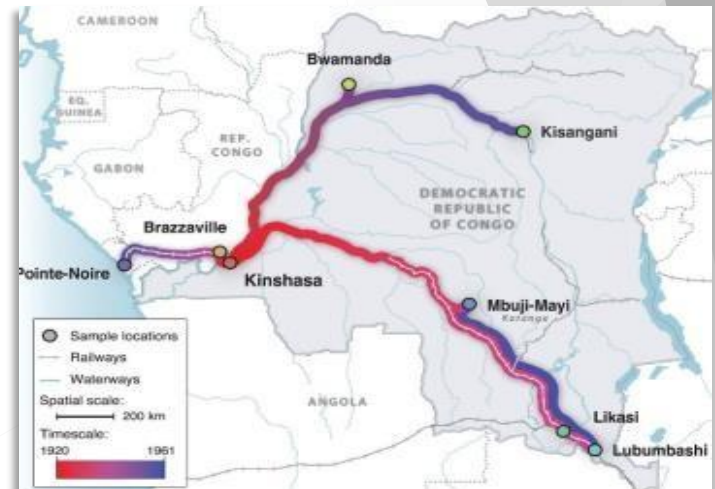 CAMEROON
Bwamanda
EQ.
GUINEA
REP.
CONGO
Kisangani
GABON
DEMOCRATIC
REPUBLIC
OF CONGO
Brazzaville
Pointe-Noire
Kinshasa
Mbuji-Mayi
Katanga
Sample locations
Railways
Waterways
Spatial scale:
200 km
Timescale:
1920 1961
ANGOLA
Likasi
Lubumbashi